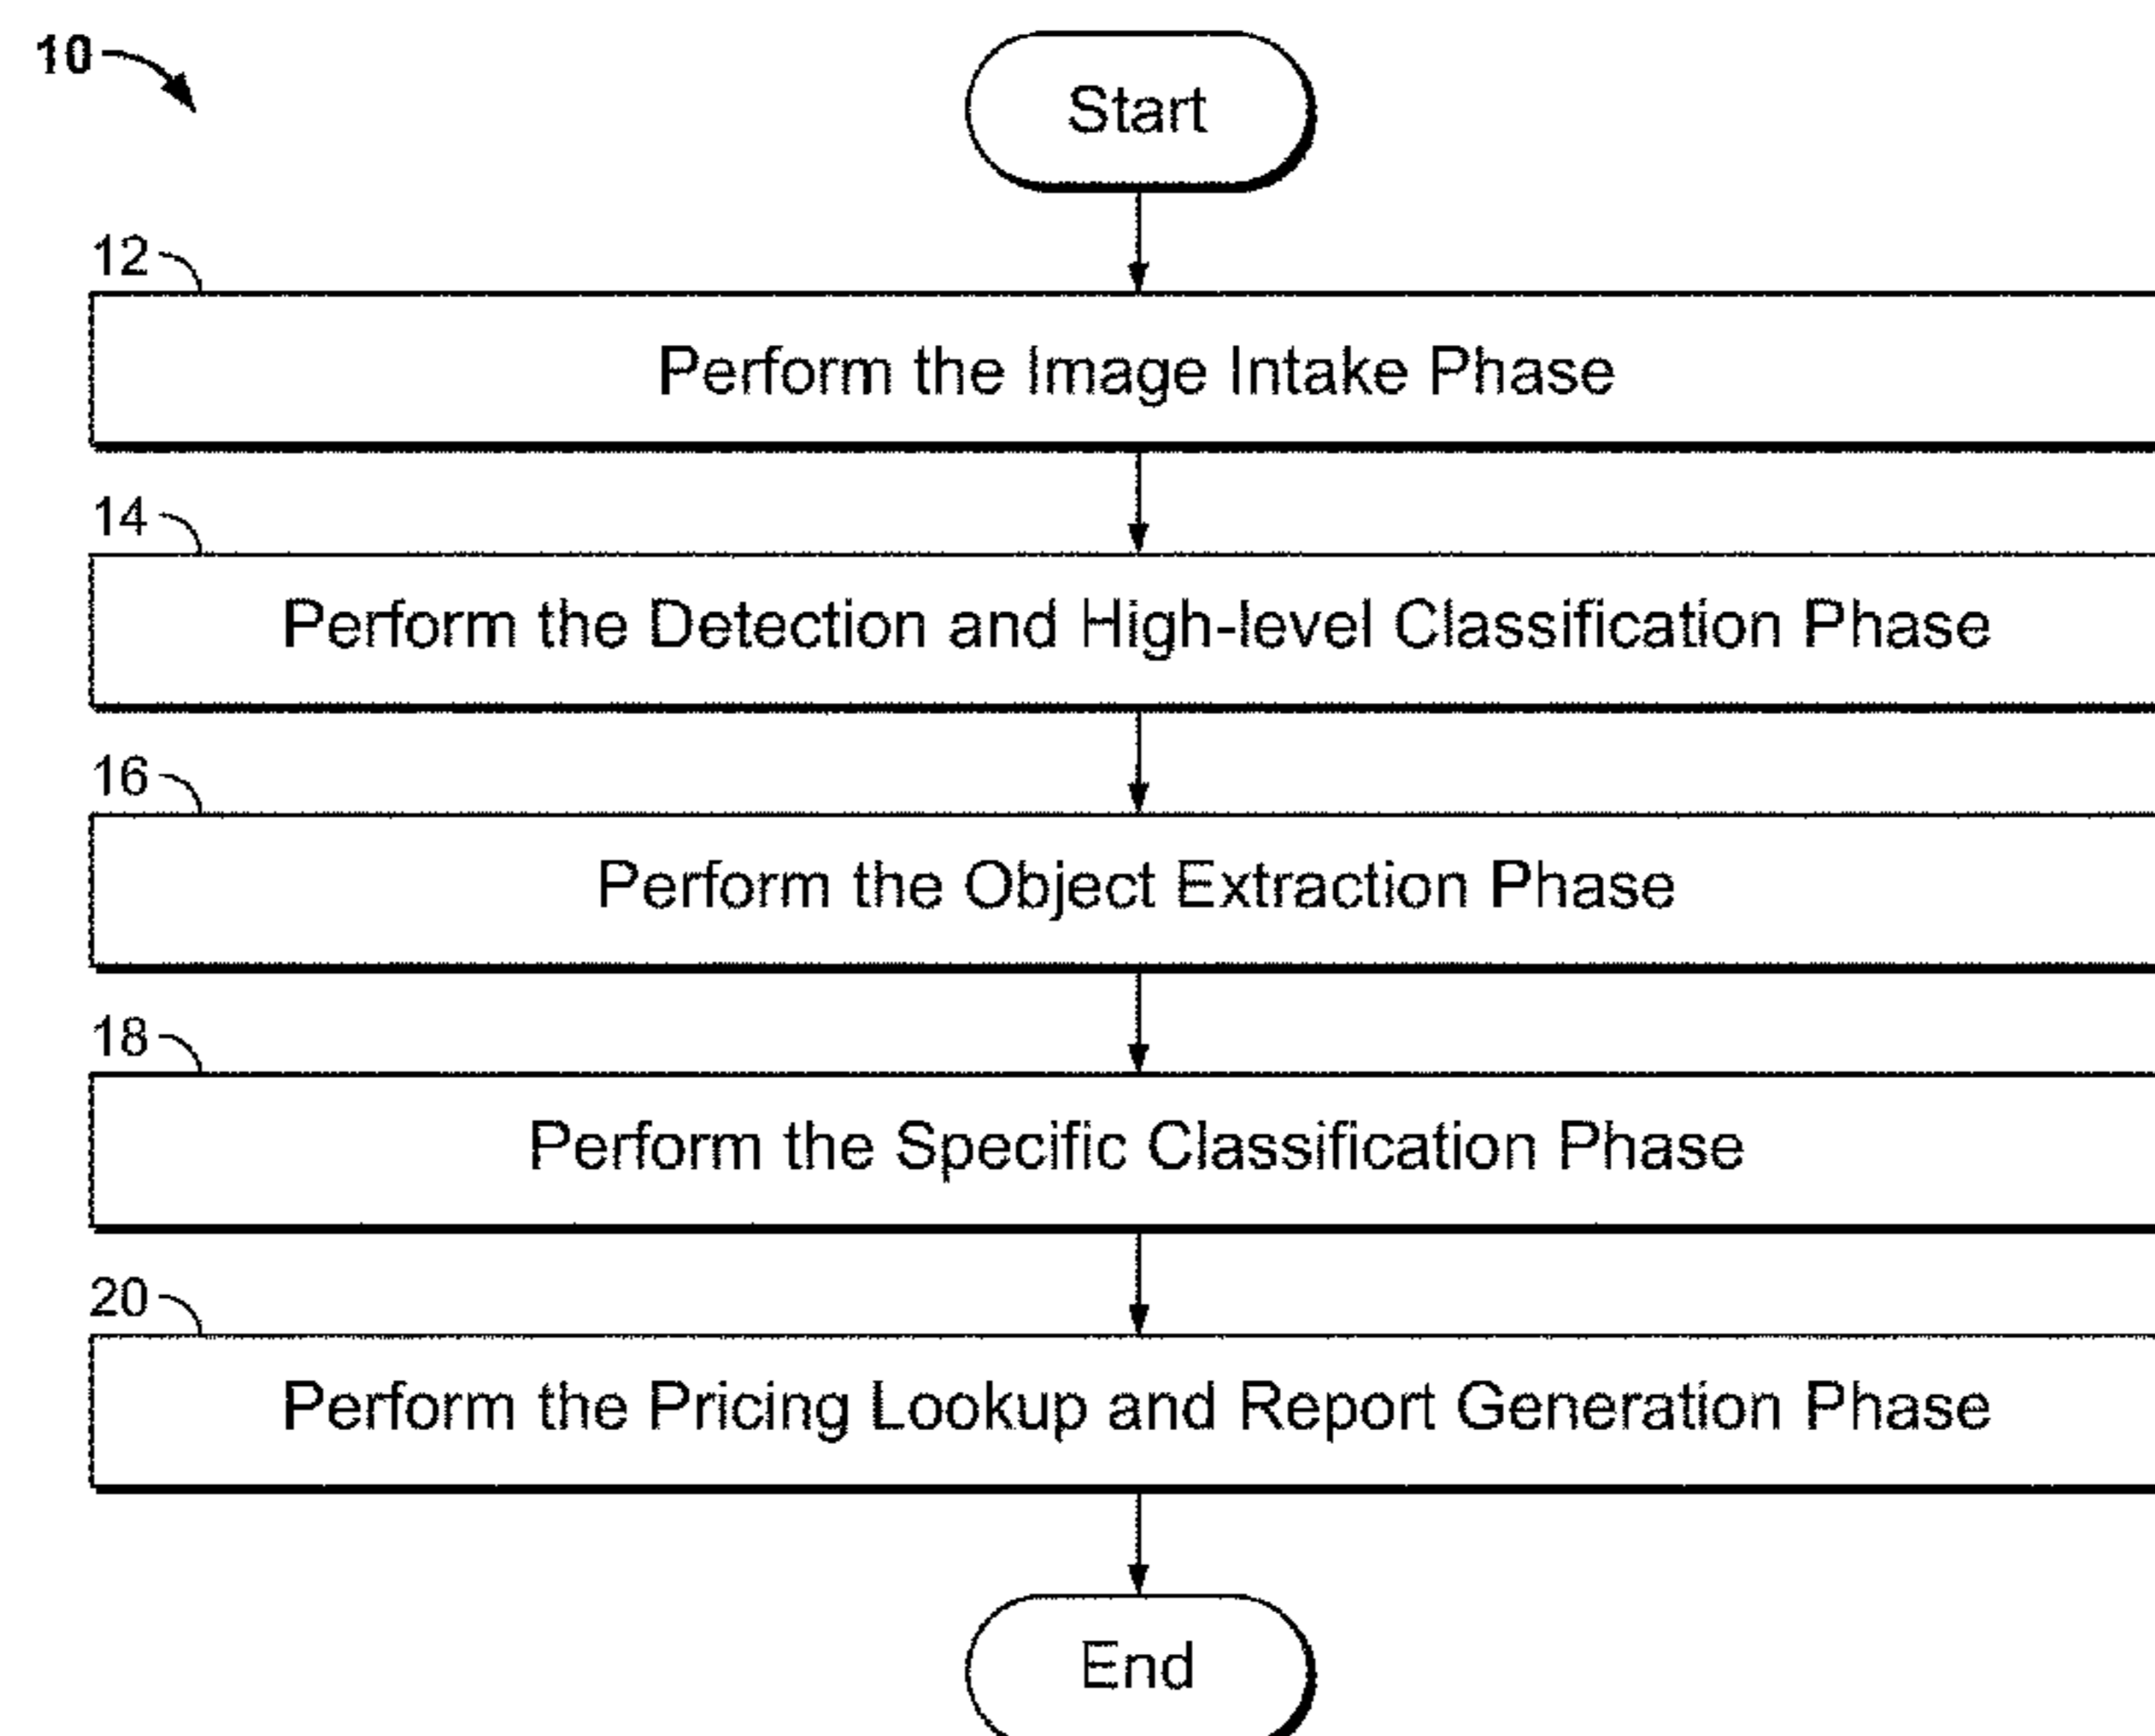 10
Start
12
Perform the Image Intake Phase
14
Perform the Detection and High-level Classification Phase
16
Perform the Object Extraction Phase
18
Perform the Specific Classification Phase
20
Perform the Pricing Lookup and Report Generation Phase
End